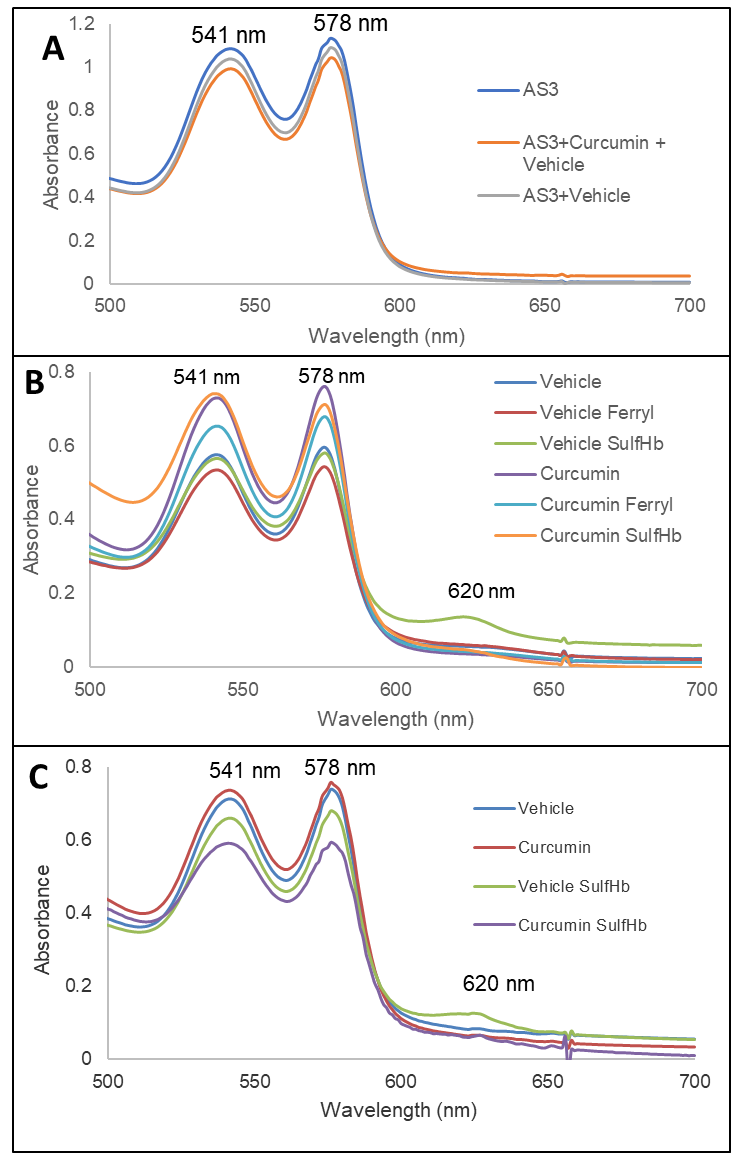 A
541 nm
578 nm
1.2
1
0.8
0.6
0.4
0.2
0
Absorbance
AS3
AS3+Curcumin +
Vehicle
AS3+Vehicle
500
550
600
650
700
Wavelength (nm)
B
541 nm
578 nm
0.8
0.6
0.4
0.2
0
Absorbance
Vehicle
Vehicle Ferryl
Vehicle SulfHb
Curcumin
Curcumin Ferryl
Curcumin SulfHb
620 nm
500
550
600
650
700
Wavelength (nm)
C
541 nm
578 nm
0.8
0.6
0.4
0.2
0
Absorbance
Vehicle
Curcumin
Vehicle SulfHb
Curcumin SulfHb
620 nm
500
550
600
650
700
Wavelength (nm)